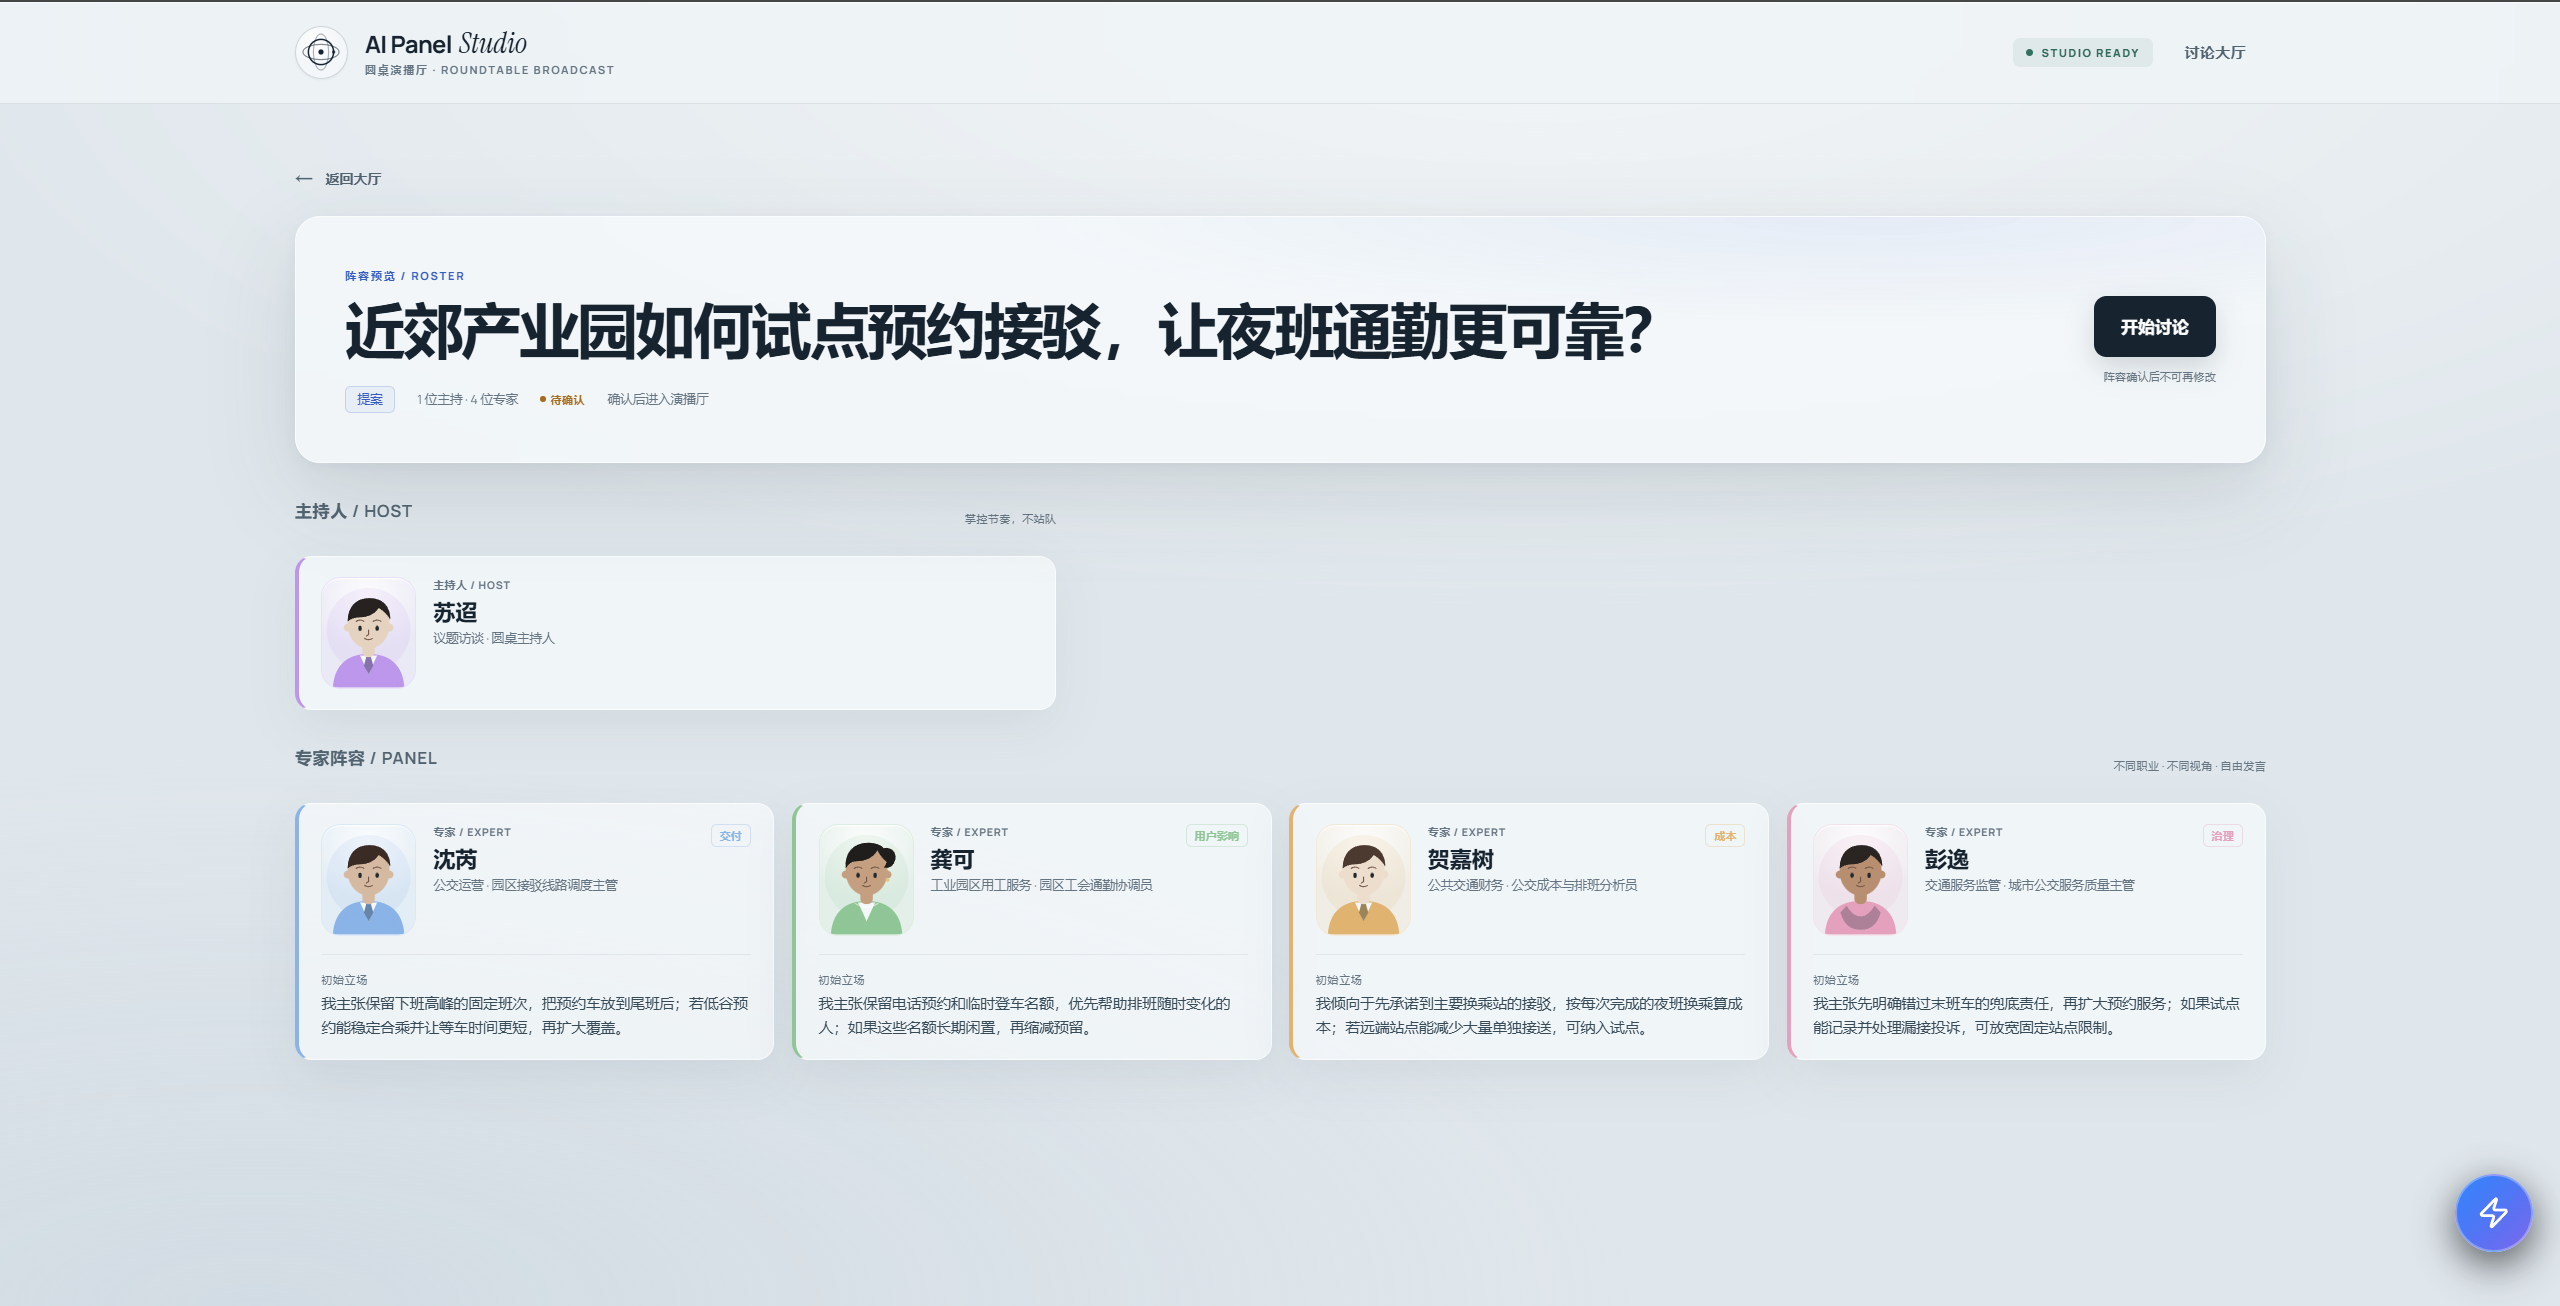 AI Panel Studio
圆桌演播厅 · ROUNDTABLE BROADCAST
STUDIO READY
讨论大厅
← 返回大厅
阵容预览 / ROSTER
近郊产业园如何试点预约接驳，让夜班通勤更可靠？
提案 1 位主持 · 4 位专家 待确认 确认后进入演播厅
开始讨论
阵容确认后不可再修改
主持人 / HOST
掌控节奏，不站队
主持人 / HOST
苏迢
议题访谈 · 圆桌主持人
专家阵容 / PANEL
不同职业 · 不同视角 · 自由发言
专家 / EXPERT
交付
沈芮
公交运营 · 园区接驳线路调度主管
初始立场
我主张保留下班高峰的固定班次，把预约车放到尾班后；若低谷预
约能稳定合乘并让等车时间更短，再扩大覆盖。
专家 / EXPERT
用户影响
龚可
工业园区用工服务 · 园区工会通勤协调员
初始立场
我主张保留电话预约和临时登车名额，优先帮助排班随时变化的
人；如果这些名额长期闲置，再缩减预留。
专家 / EXPERT
成本
贺嘉树
公共交通财务 · 公交成本与排班分析员
初始立场
我倾向于先承诺到主要换乘站的接驳，按每次完成的夜班换乘算成
本；若远端站点能减少大量单独接送，可纳入试点。
专家 / EXPERT
治理
彭逸
交通服务监管 · 城市公交服务质量主管
初始立场
我主张先明确错过末班车的兜底责任，再扩大预约服务；如果试点
能记录并处理漏接投诉，可放宽固定站点限制。